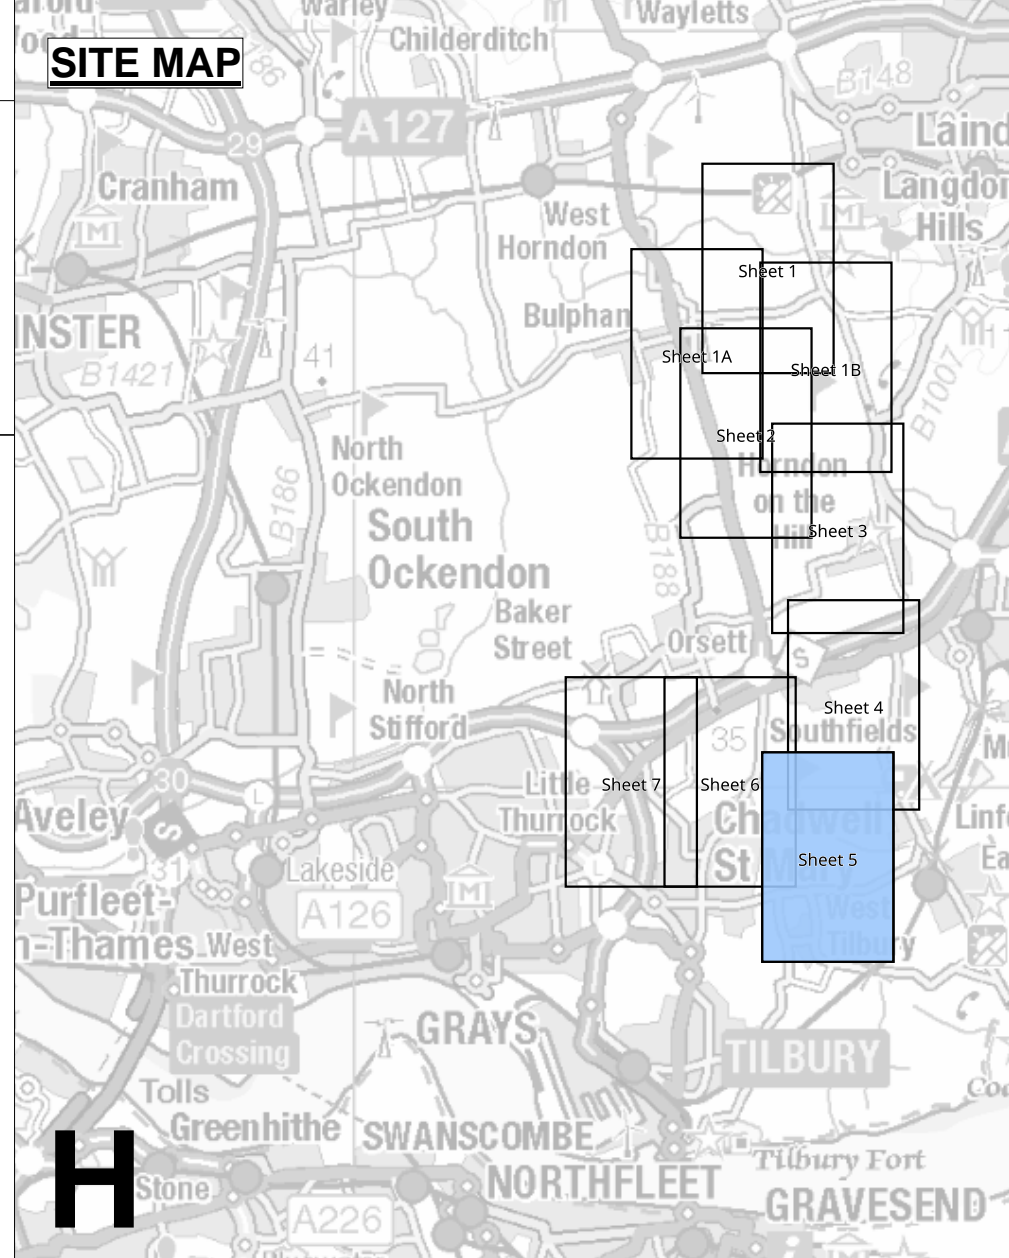 Warley
Wayletts
SITE MAP
Childerditch
B186
B148
A127
29
Cranham
West
Horndon
Langdon
Hills
M
Sheet 1
Bulphan
B1421
41
Sheet 1A
Sheet 1B
B1007
Sheet 2
North
Ockendon
Horndon
on the
Hill
South
Ockendon
B186
B188
Sheet 3
Baker
Street
Orsett
S
North
Stifford
Sheet 4
35
Southfields
30
L
Little
Thurrock
Sheet 7
Sheet 6
Aveley
S
Chadwell
St Mary
Sheet 5
31
Lakeside
M
L
Purfleet-
A126
West
Tilbury
West
Thurrock
Dartford
Crossing
GRAYS
TILBURY
Tolls
Greenhithe
SWANSCOMBE
H
Stone
NORTHFLEET
Tilbury Fort
GRAVESEND
A226